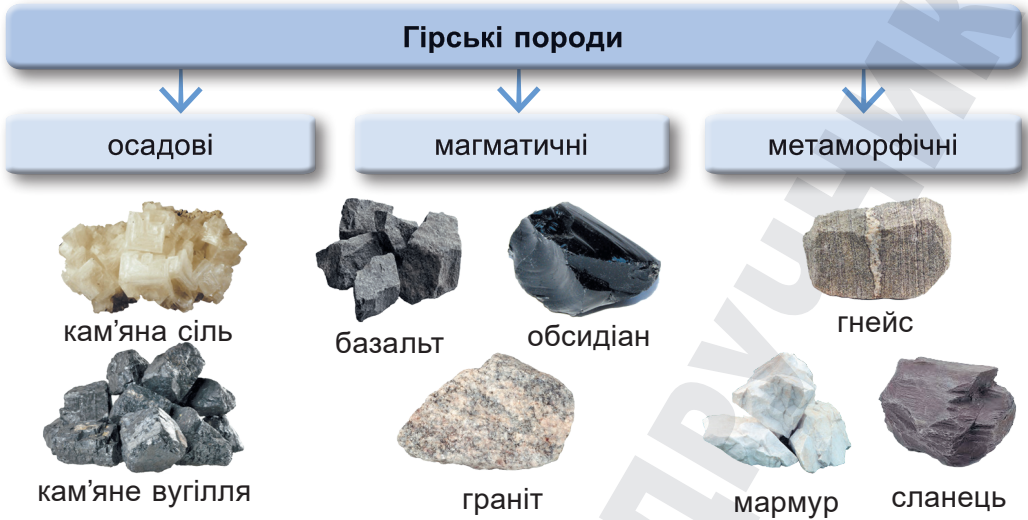 Гірські породи
осадові
магматичні
метаморфічні
кам’яна сіль
базальт
обсидіан
гнейс
кам’яне вугілля
граніт
мармур
сланець